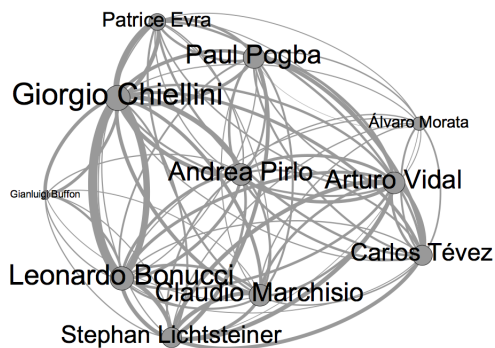 Patrice Evra
Paul Pogba
Giorgio Chiellini
Álvaro Morata
Andrea Pirlo
Arturo Vidal
Gianluigi Buffon
Carlos Tévez
Leonardo Bonucci
Claudio Marchisio
Stephan Lichtsteiner